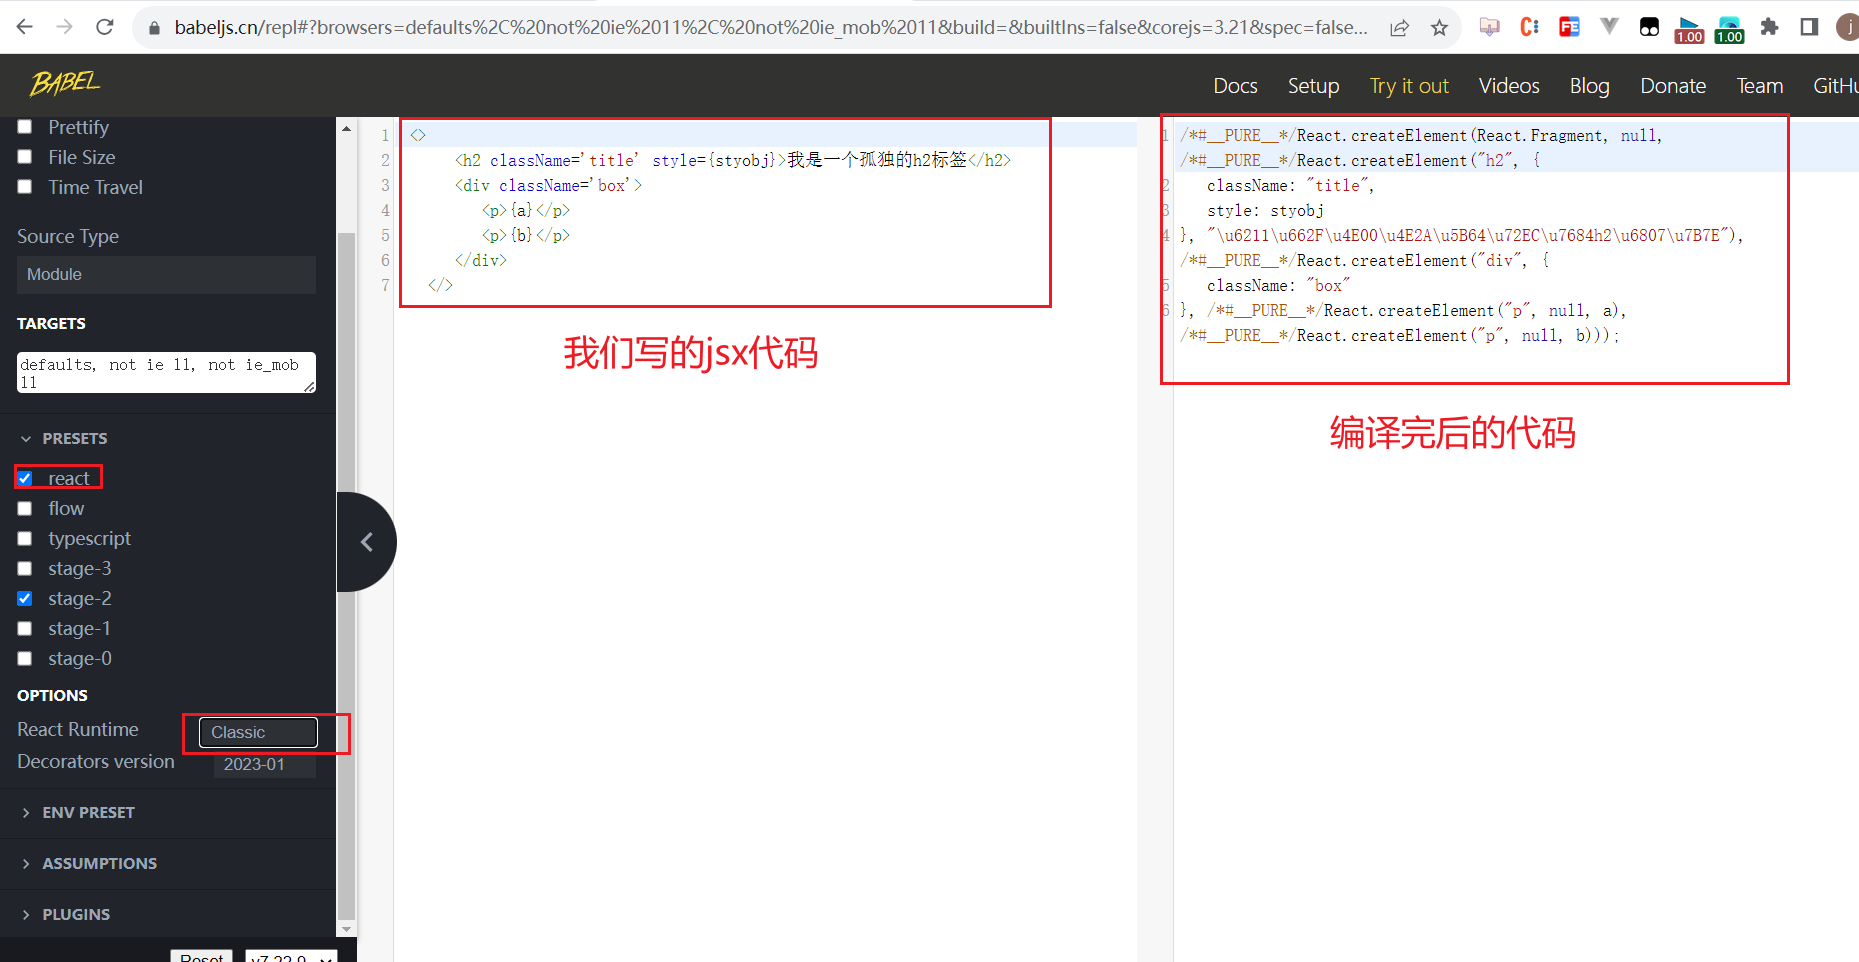 babeljs.cn/repl#?browsers=defaults%2C%20not%20ie%2011%2C%20not%20ie_mob%2011&build=&builtIns=false&corejs=3.21&spec=false...
1.00
1.00
j
BABEL
Docs
Setup
Try it out
Videos
Blog
Donate
Team
GitHu
Prettify
File Size
Time Travel
Source Type
Module
TARGETS
defaults, not ie 11, not ie_mob
11
PRESETS
react
flow
typescript
stage-3
stage-2
stage-1
stage-0
OPTIONS
React Runtime
Classic
Decorators version
2023-01
ENV PRESET
ASSUMPTIONS
PLUGINS
Reset
v7.22.9
1 <>
2 <h2 className='title' style={styobj}>我是一个孤独的h2标签</h2>
3 <div className='box'>
4 <p>{a}</p>
5 <p>{b}</p>
6 </div>
7 </>
我们写的jsx代码
1 /*#__PURE__*/React.createElement(React.Fragment, null,
/*#__PURE__*/React.createElement("h2", {
2 className: "title",
3 style: styobj
4 }, "\u6211\u662F\u4E00\u4E2A\u5B64\u72EC\u7684h2\u6807\u7B7E"),
/*#__PURE__*/React.createElement("div", {
5 className: "box"
6 }, /*#__PURE__*/React.createElement("p", null, a),
/*#__PURE__*/React.createElement("p", null, b)));
编译完后的代码